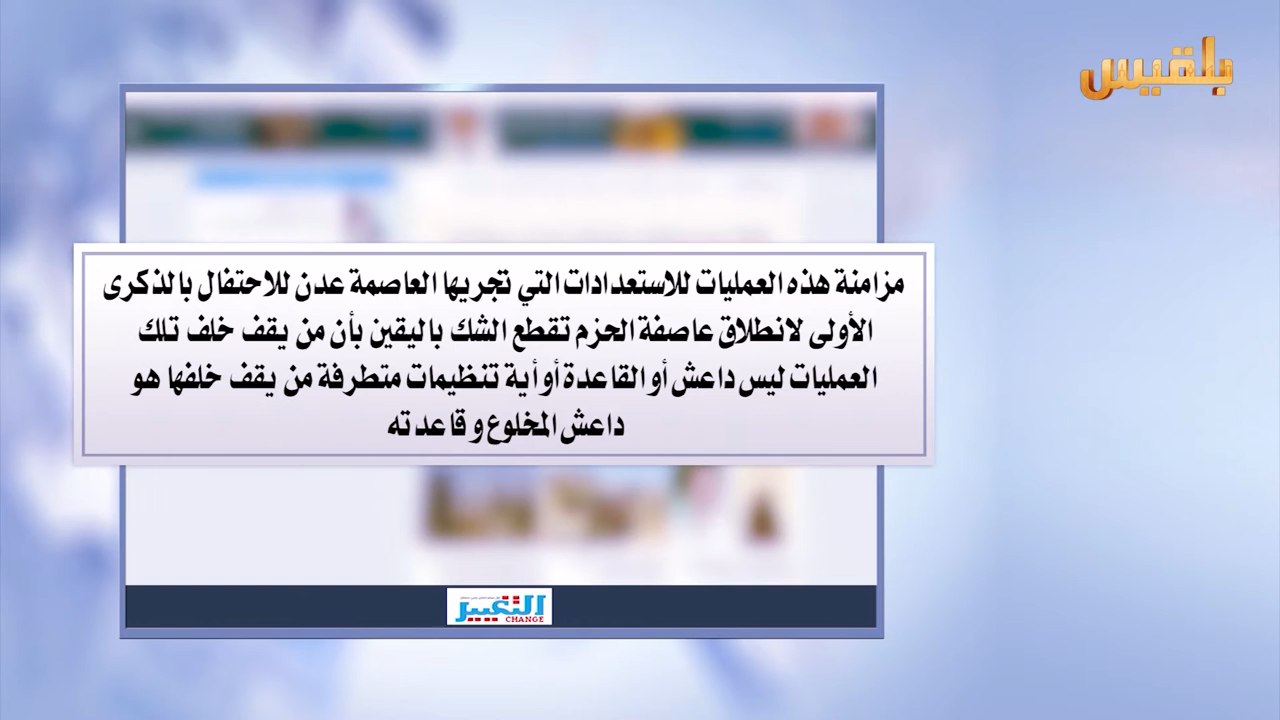 بلقيس
مزامنة هذه العمليات للاستعدادات التي تجريها العاصمة عدن للاحتفال بالذكرى
الأولى لانطلاق عاصفة الحزم تقطع الشك باليقين بأن من يقف خلف تلك
العمليات ليس داعش أو القاعدة أو أية تنظيمات متطرفة من يقف خلفها هو
داعش المخلوع وقاعدته
التغيير
CHANGE